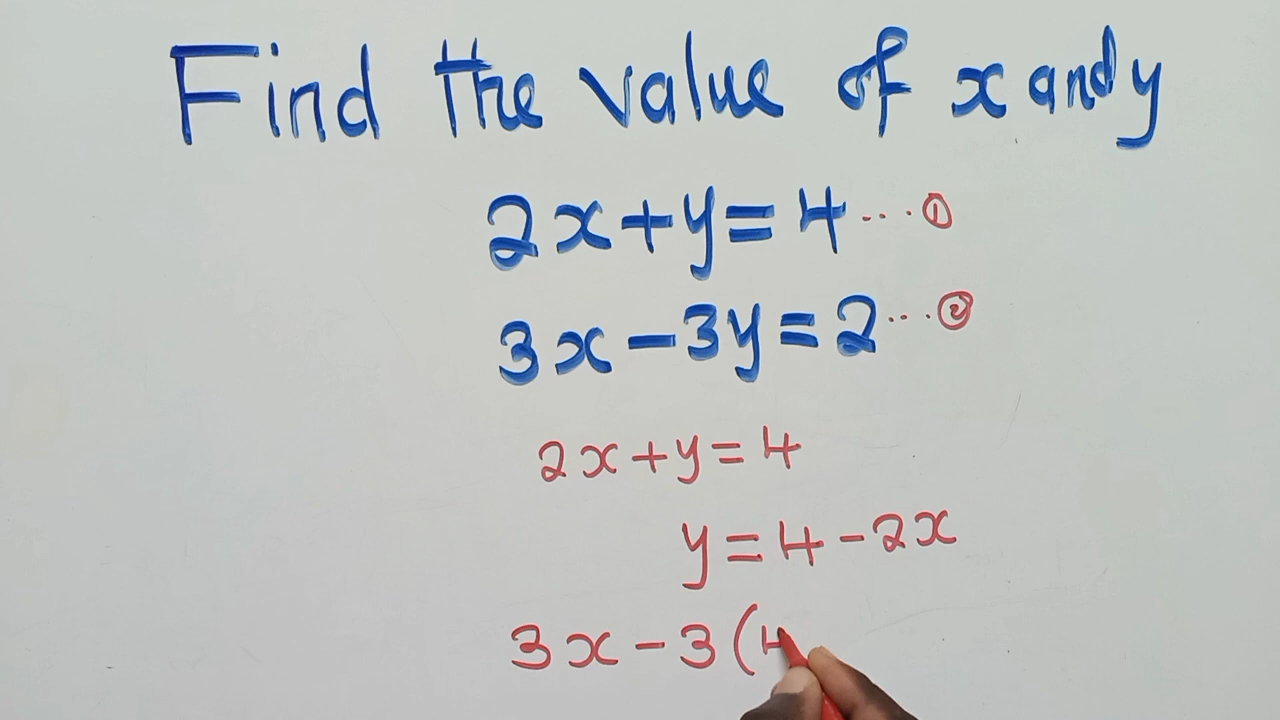 Find the value of x and y
2x+y=4...①
3x-3y=2...②
2x+y=4
y=4-2x
3x-3(4